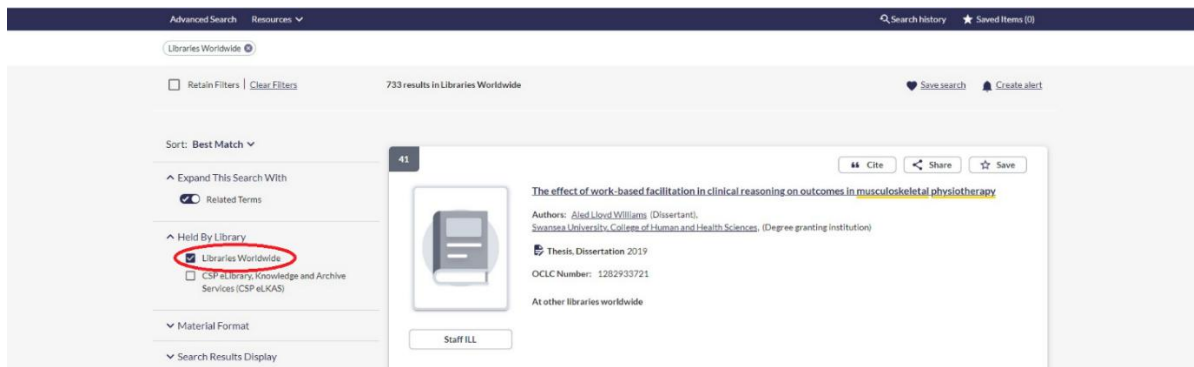 Advanced Search Resources
Search history Saved Items (0)
Libraries Worldwide
Retain Filters | Clear Filters
733 results in Libraries Worldwide
Save search Create alert
Sort: Best Match
41
Cite Share Save
Expand This Search With
Related Terms
Held By Library
Libraries Worldwide
CSP eLibrary, Knowledge and Archive
Services (CSP eLKAS)
Material Format
Search Results Display
The effect of work-based facilitation in clinical reasoning on outcomes in musculoskeletal physiotherapy
Authors: Aled Lloyd Williams (Dissertant),
Swansea University, College of Human and Health Sciences, (Degree granting institution)
Thesis, Dissertation 2019
OCLC Number: 1282933721
At other libraries worldwide
Staff ILL